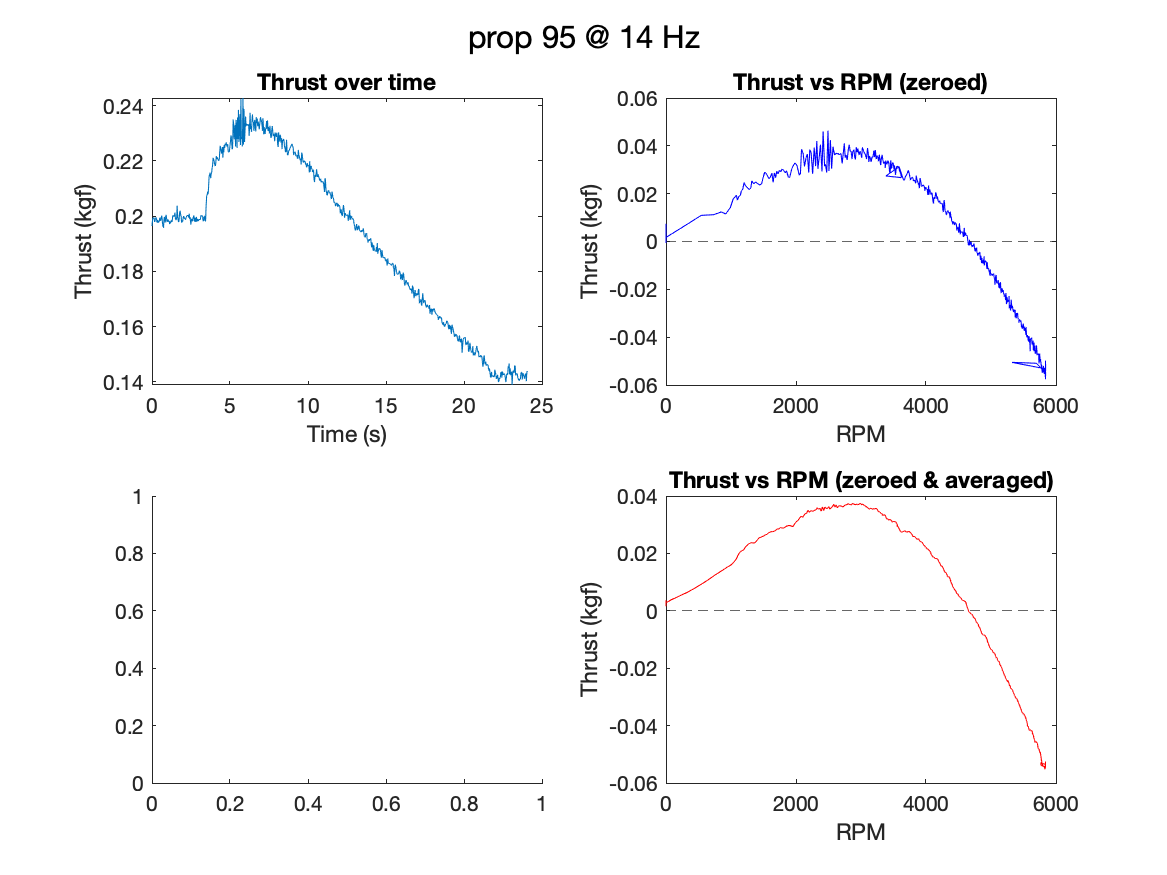 prop 95 @ 14 Hz
Thrust over time
0.24
0.22
0.2
0.18
0.16
0.14
Thrust (kgf)
0 5 10 15 20 25
Time (s)
Thrust vs RPM (zeroed)
0.06
0.04
0.02
0
-0.02
-0.04
-0.06
Thrust (kgf)
0 2000 4000 6000
RPM
1
0.8
0.6
0.4
0.2
0
0 0.2 0.4 0.6 0.8 1
Thrust vs RPM (zeroed & averaged)
0.04
0.02
0
-0.02
-0.04
-0.06
Thrust (kgf)
0 2000 4000 6000
RPM